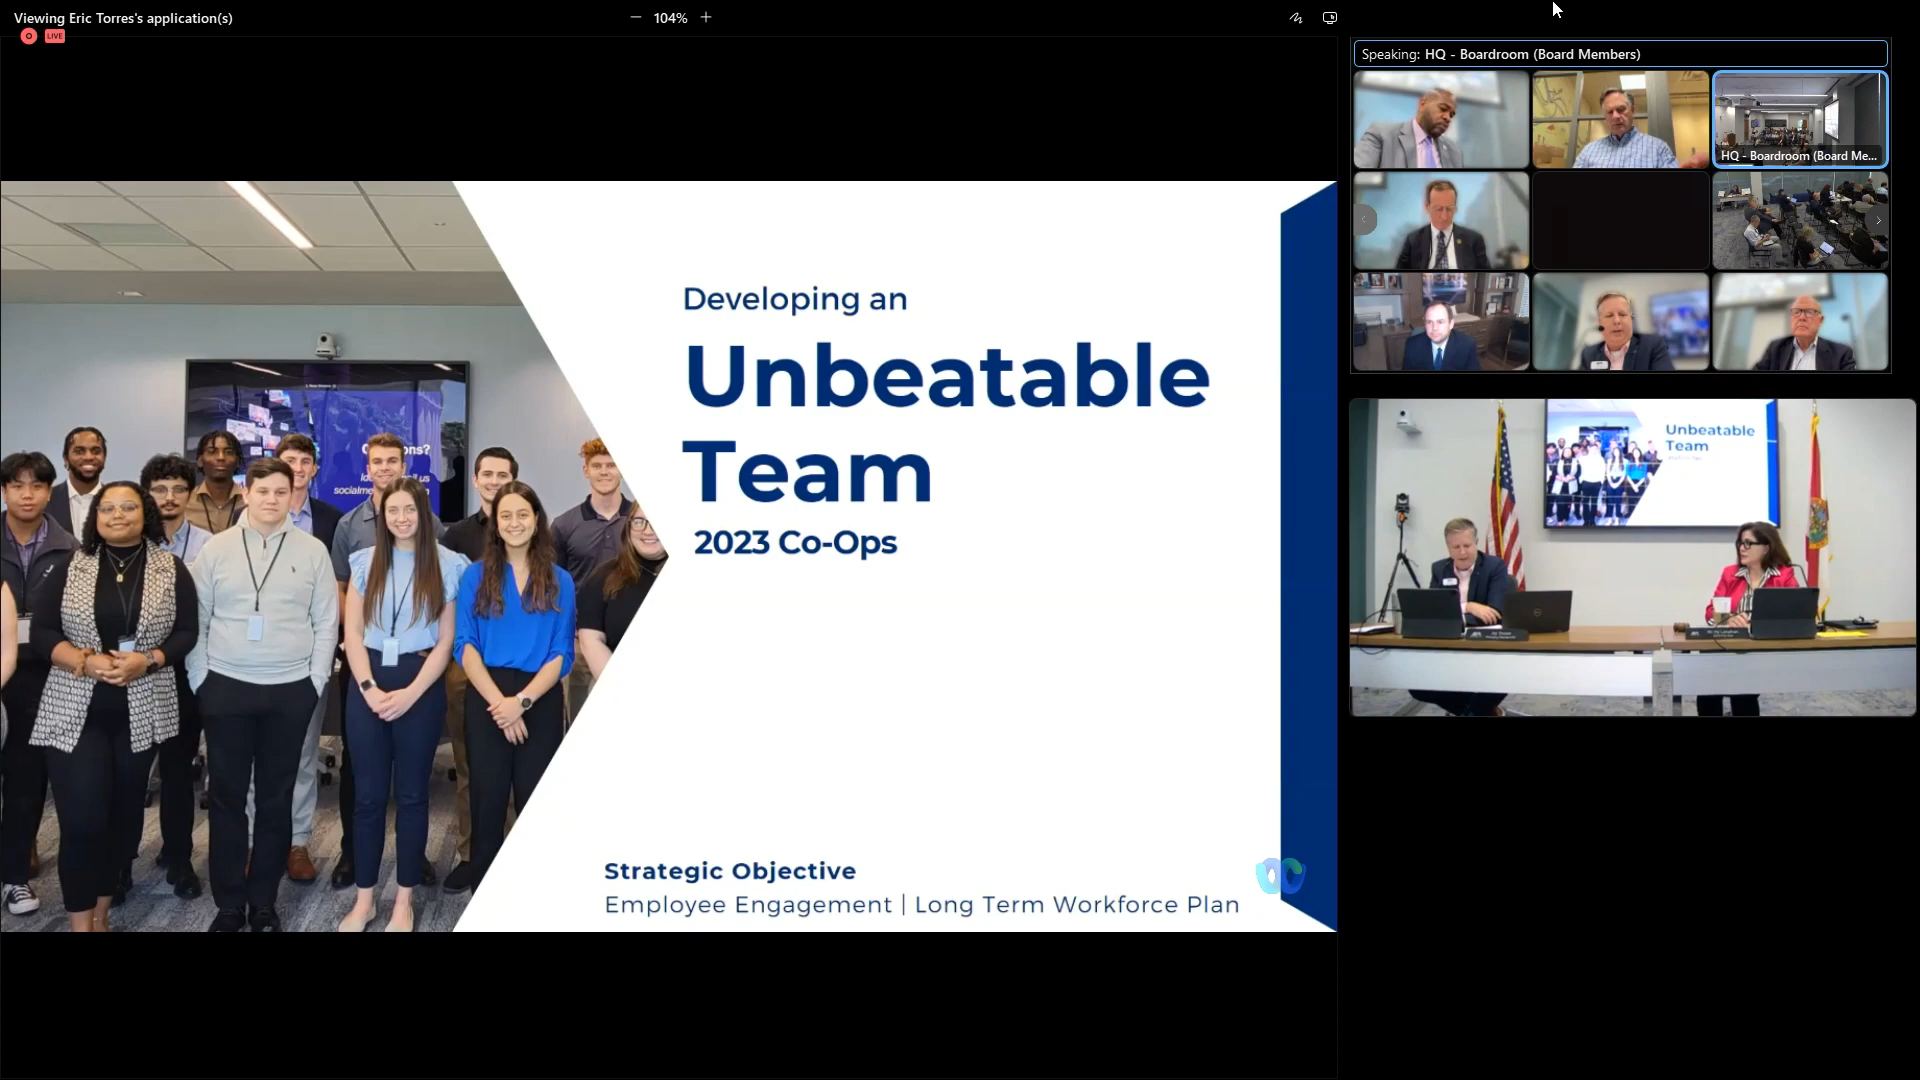 Viewing Eric Torres's application(s)
104%
LIVE
Speaking: HQ - Boardroom (Board Members)
HQ - Boardroom (Board Me...
Developing an
Unbeatable
Team
2023 Co-Ops
Strategic Objective
Employee Engagement | Long Term Workforce Plan
Unbeatable
Team